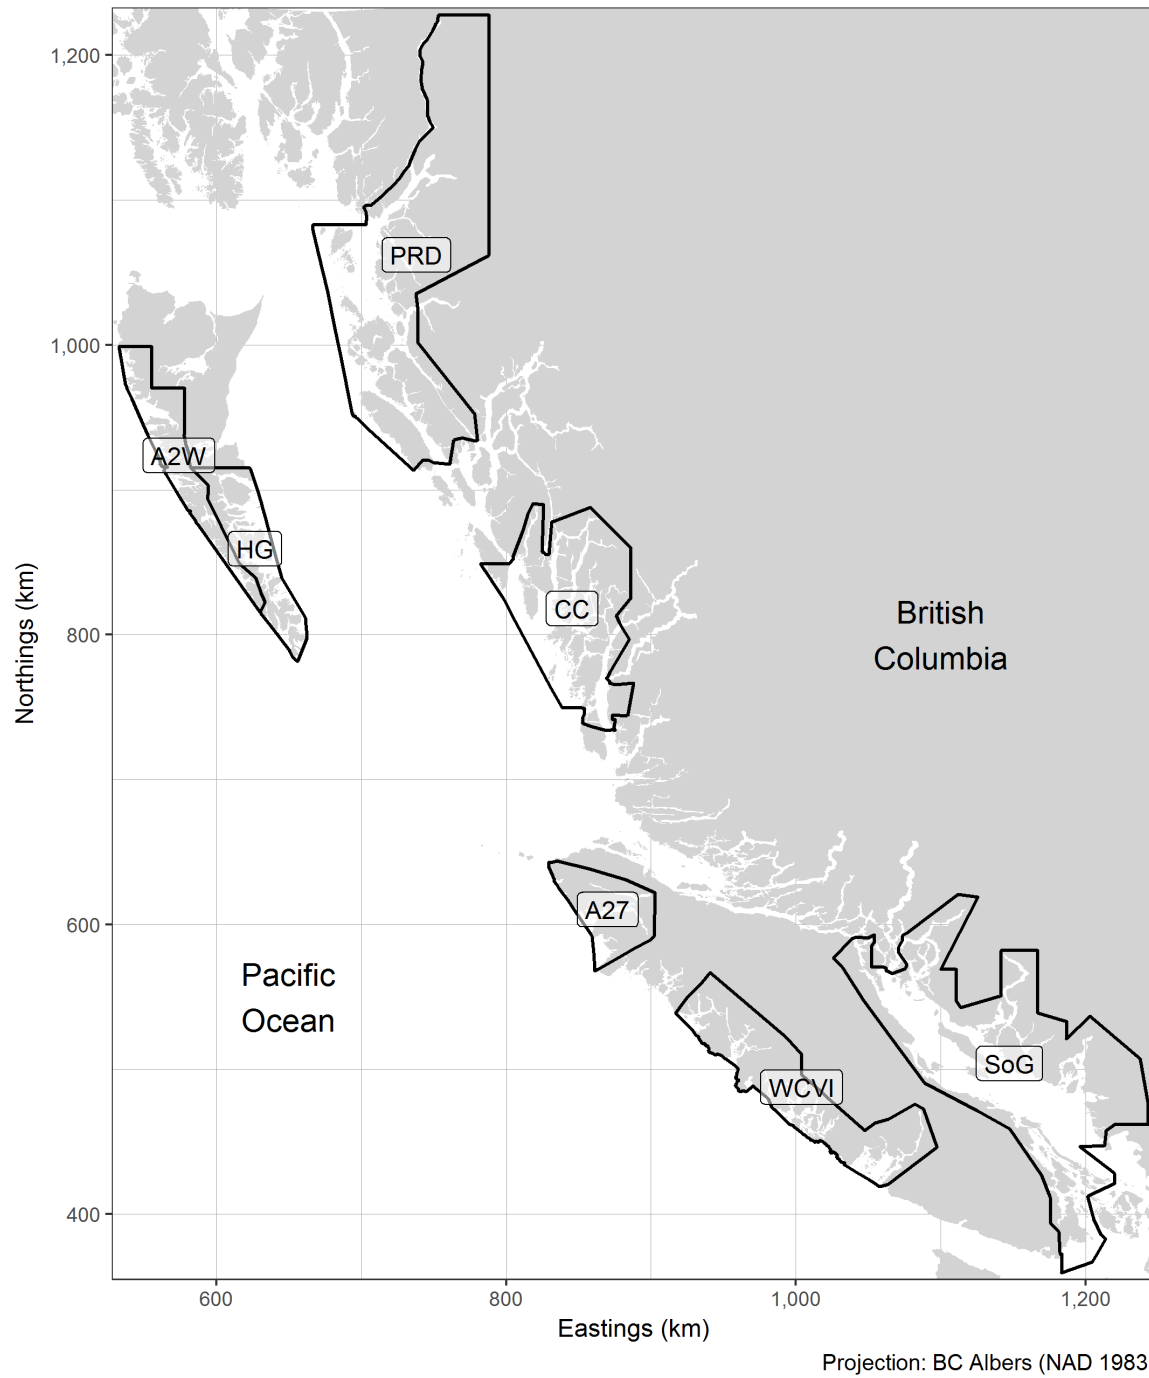 1,200
1,000
800
600
400
Northings (km)
PRD
A2W
HG
CC
British
Columbia
A27
Pacific
Ocean
SoG
WCVI
600
800
1,000
1,200
Eastings (km)
Projection: BC Albers (NAD 1983